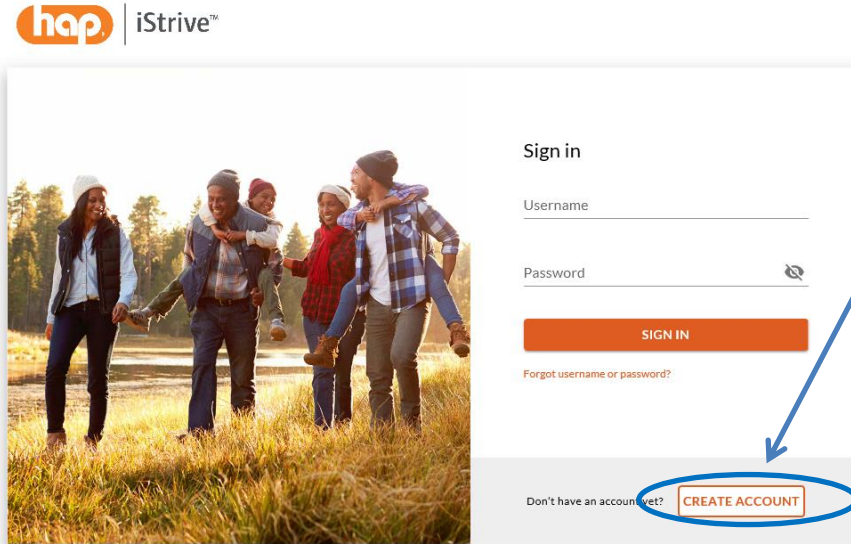 hap. iStrive™
Sign in
Username
Password
SIGN IN
Forgot username or password?
Don't have an account yet? CREATE ACCOUNT